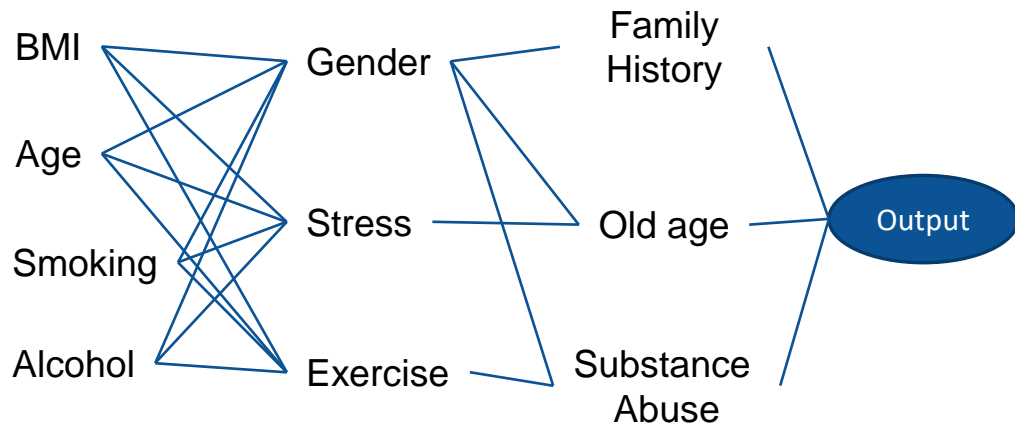 BMI
Age
Smoking
Alcohol
Gender
Stress
Exercise
Family
History
Old age
Substance
Abuse
Output